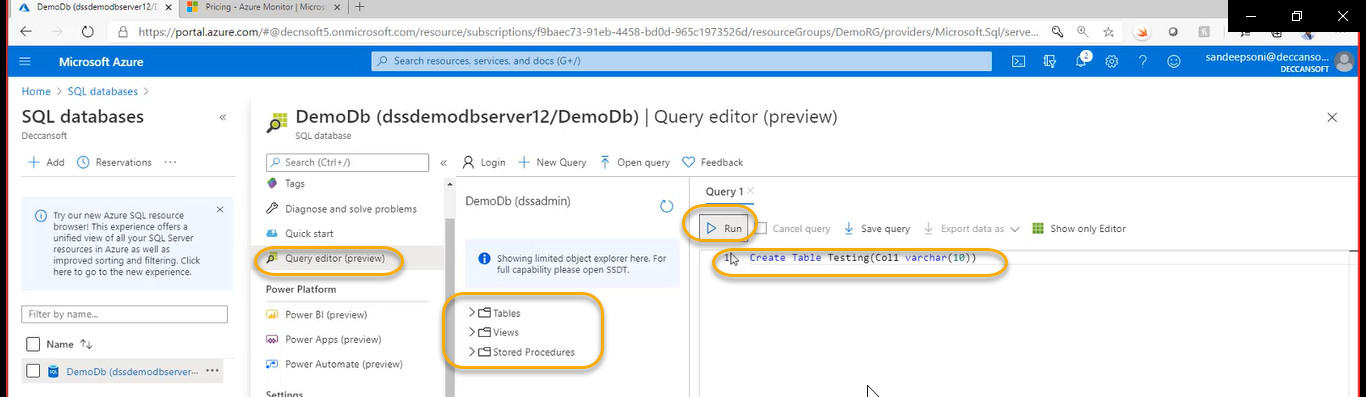 DemoDb (dssdemodbserver12/Dem
Pricing - Azure Monitor | Micros
https://portal.azure.com/#@decnsoft5.onmicrosoft.com/resource/subscriptions/f9baec73-91eb-4458-bd0d-965c1973526d/resourceGroups/DemoRG/providers/Microsoft.Sql/serve...
Microsoft Azure
Search resources, services, and docs (G+/)
2
sandeepsoni@deccanso...
DECCANSOFT
Home > SQL databases >
SQL databases
Deccansoft
«
+ Add
Reservations
...
Try our new Azure SQL resource
browser! This experience offers a
unified view of all your SQL Server
resources in Azure as well as
improved sorting and filtering. Click
here to go to the new experience.
Filter by name...
Name ↑↓
DemoDb (dssdemodbserver...
...
DemoDb (dssdemodbserver12/DemoDb) | Query editor (preview)
SQL database
Search (Ctrl+/)
«
Tags
Diagnose and solve problems
Quick start
Query editor (preview)
Power Platform
Power BI (preview)
Power Apps (preview)
Power Automate (preview)
Settings
Login
+ New Query
Open query
Feedback
DemoDb (dssadmin)
Showing limited object explorer here. For
full capability please open SSDT.
> Tables
> Views
> Stored Procedures
Query 1
Run
Cancel query
Save query
Export data as
Show only Editor
1 Create Table Testing(Col1 varchar(10))